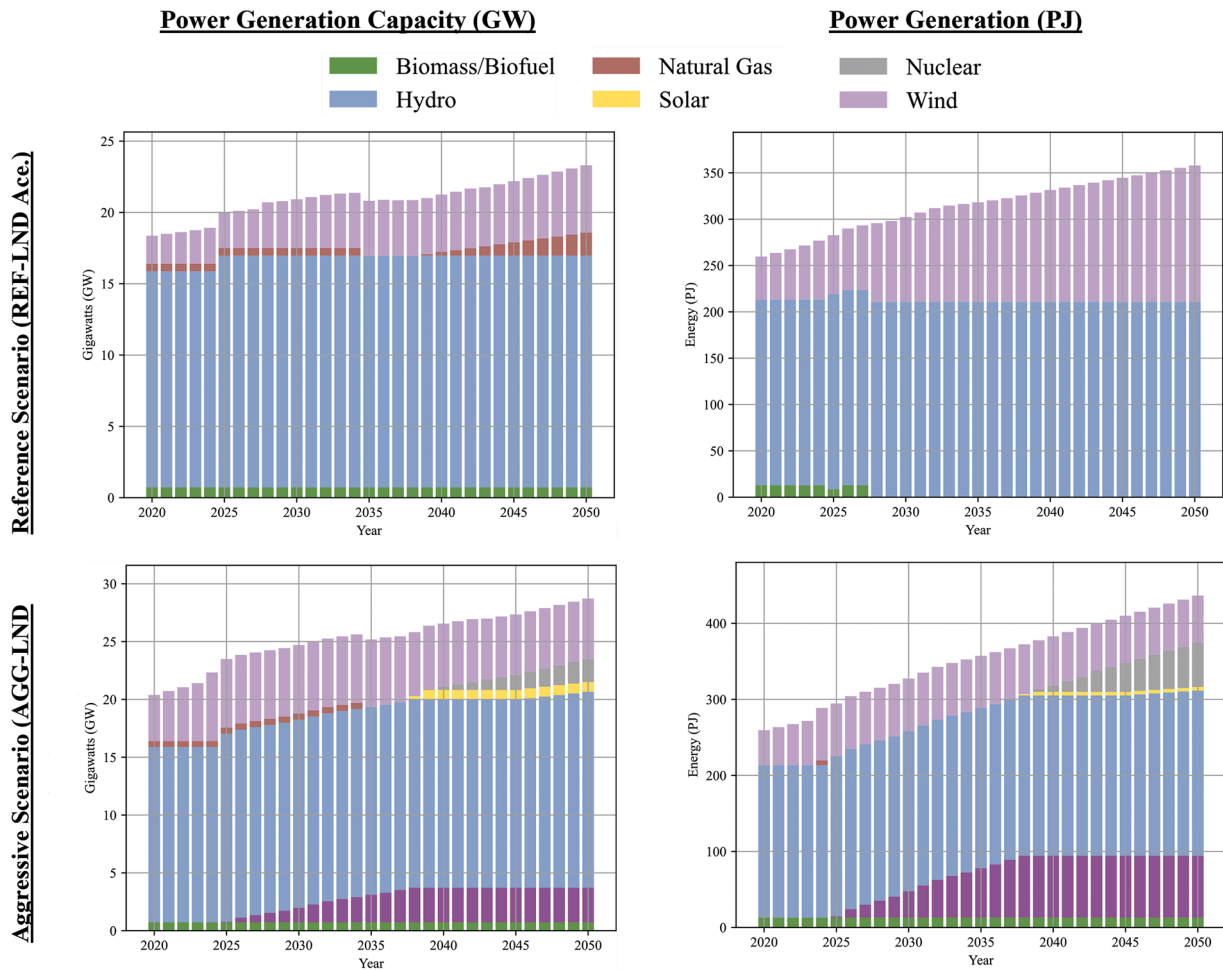 Power Generation Capacity (GW)
Power Generation (PJ)
Biomass/Biofuel
Natural Gas
Nuclear
Hydro
Solar
Wind
Reference Scenario (REF-LND Ace.)
Gigawatts (GW)
25
20
15
10
5
0
2020 2025 2030 2035 2040 2045 2050
Year
Energy (PJ)
350
300
250
200
150
100
50
0
2020 2025 2030 2035 2040 2045 2050
Year
Aggressive Scenario (AGG-LND
Gigawatts (GW)
30
25
20
15
10
5
0
2020 2025 2030 2035 2040 2045 2050
Year
Energy (PJ)
400
300
200
100
0
2020 2025 2030 2035 2040 2045 2050
Year